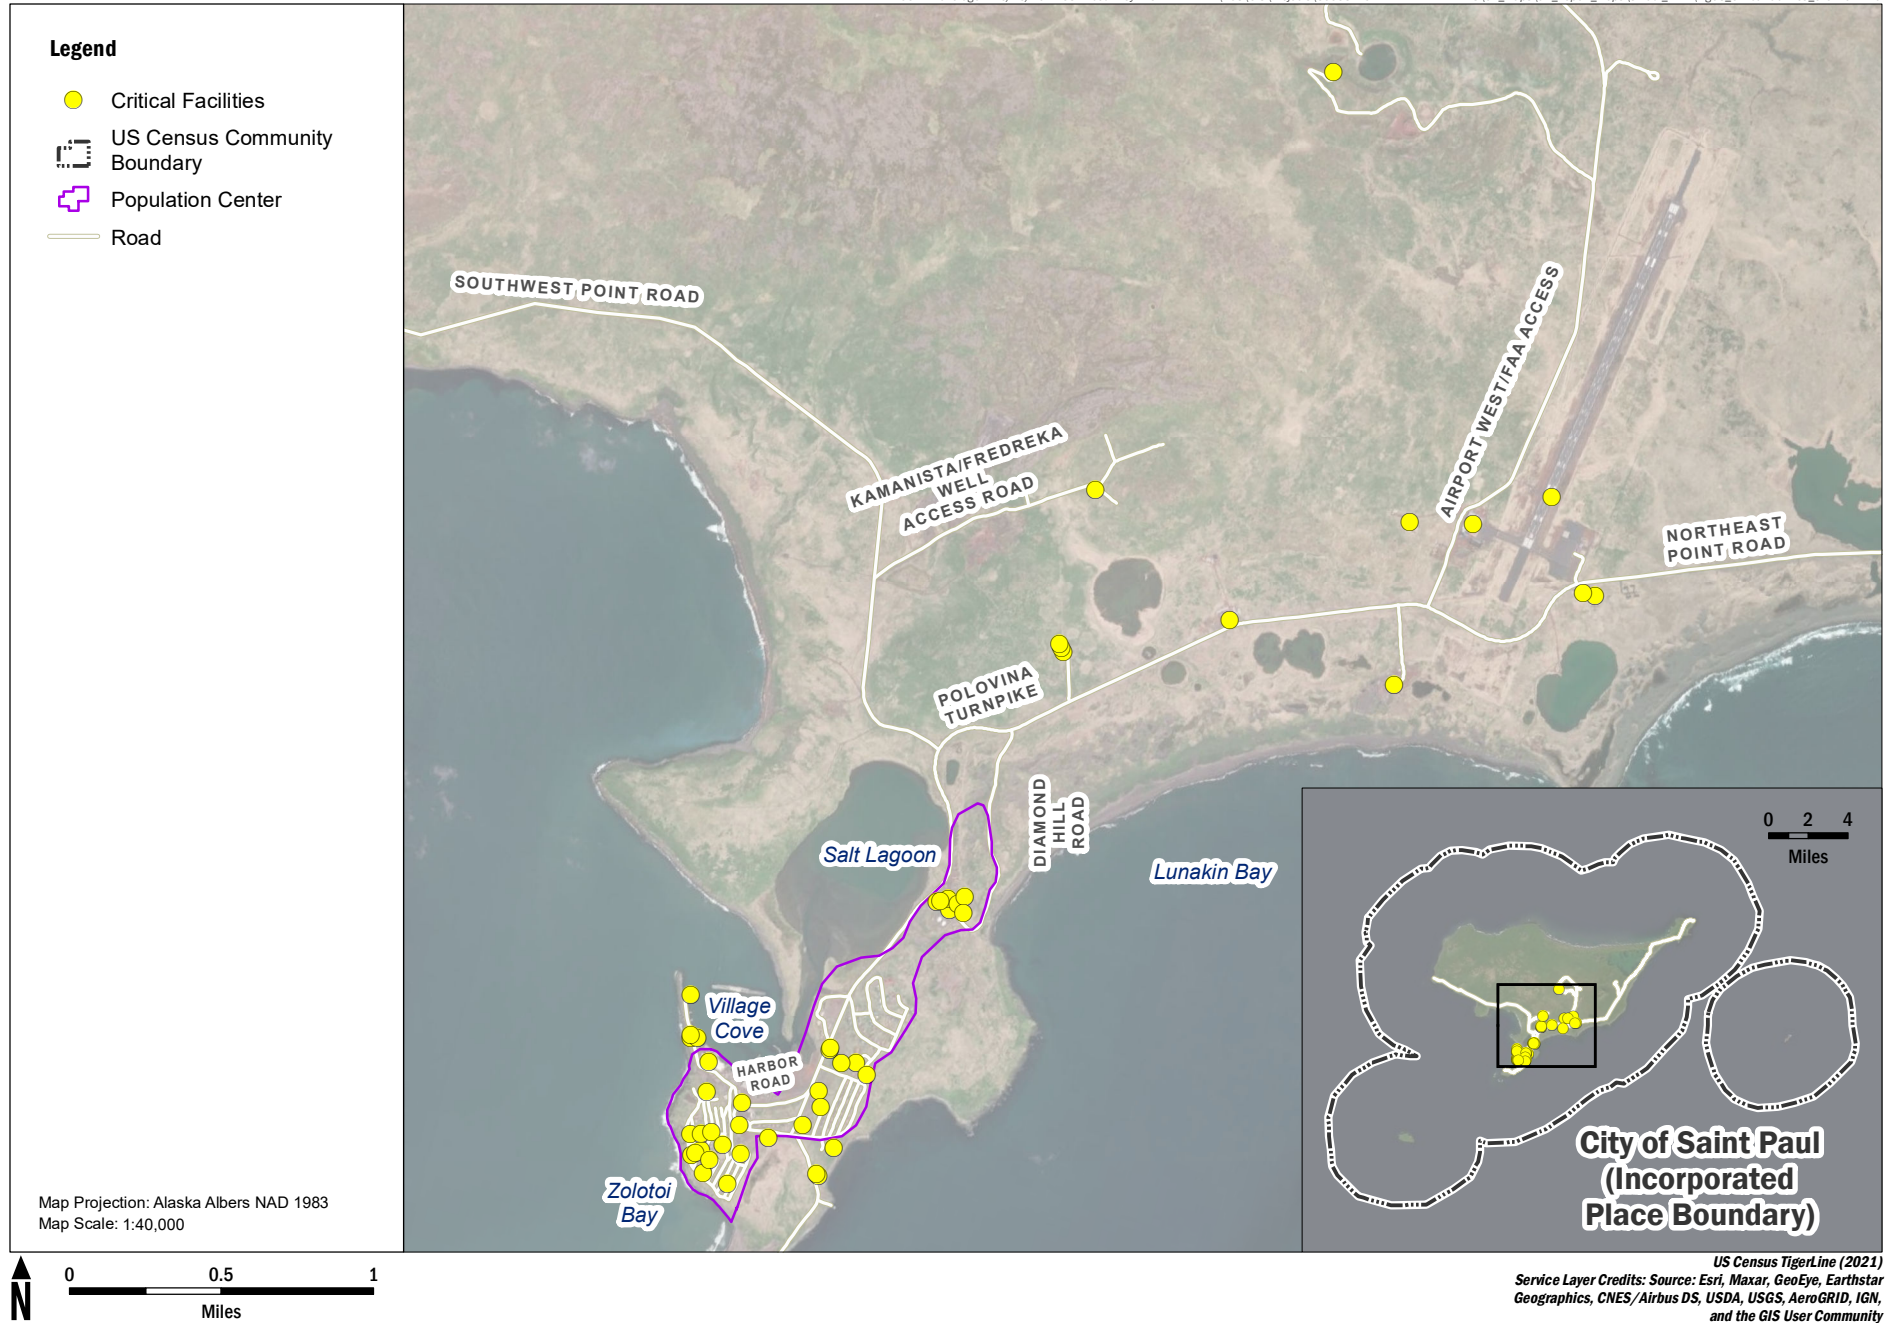 Legend
Critical Facilities
US Census Community
Boundary
Population Center
Road
SOUTHWEST POINT ROAD
KAMANISTA/FREDREKA
WELL
ACCESS ROAD
AIRPORT WEST/FAA ACCESS
NORTHEAST
POINT ROAD
POLOVINA
TURNPIKE
DIAMOND
HILL
ROAD
Salt Lagoon
Lunakin Bay
Village
Cove
HARBOR
ROAD
Zolotoi
Bay
0 2 4
Miles
City of Saint Paul
(Incorporated
Place Boundary)
Map Projection: Alaska Albers NAD 1983
Map Scale: 1:40,000
N
0 0.5 1
Miles
US Census TigerLine (2021)
Service Layer Credits: Source: Esri, Maxar, GeoEye, Earthstar
Geographics, CNES/Airbus DS, USDA, USGS, AeroGRID, IGN,
and the GIS User Community